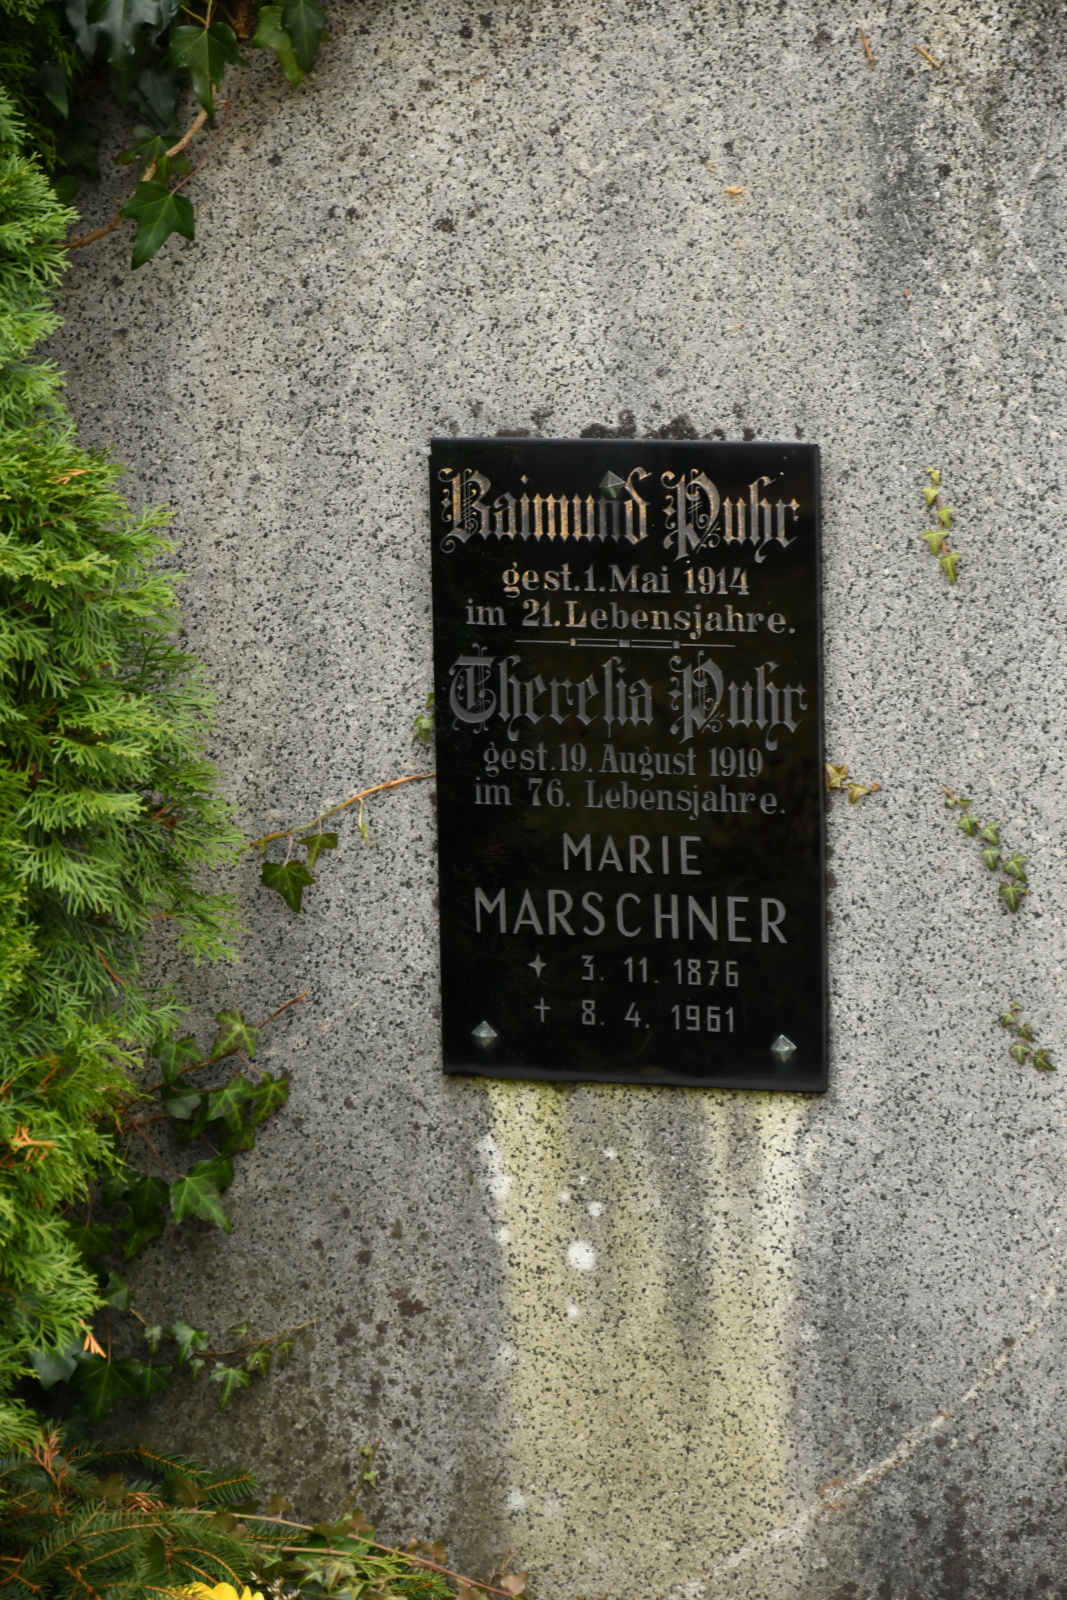 Raimund Puhr
gest. 1. Mai 1914
im 21. Lebensjahre.
Theresia Puhr
gest. 19. August 1919
im 76. Lebensjahre.
MARIE
MARSCHNER
✦ 3. 11. 1876
† 8. 4. 1961